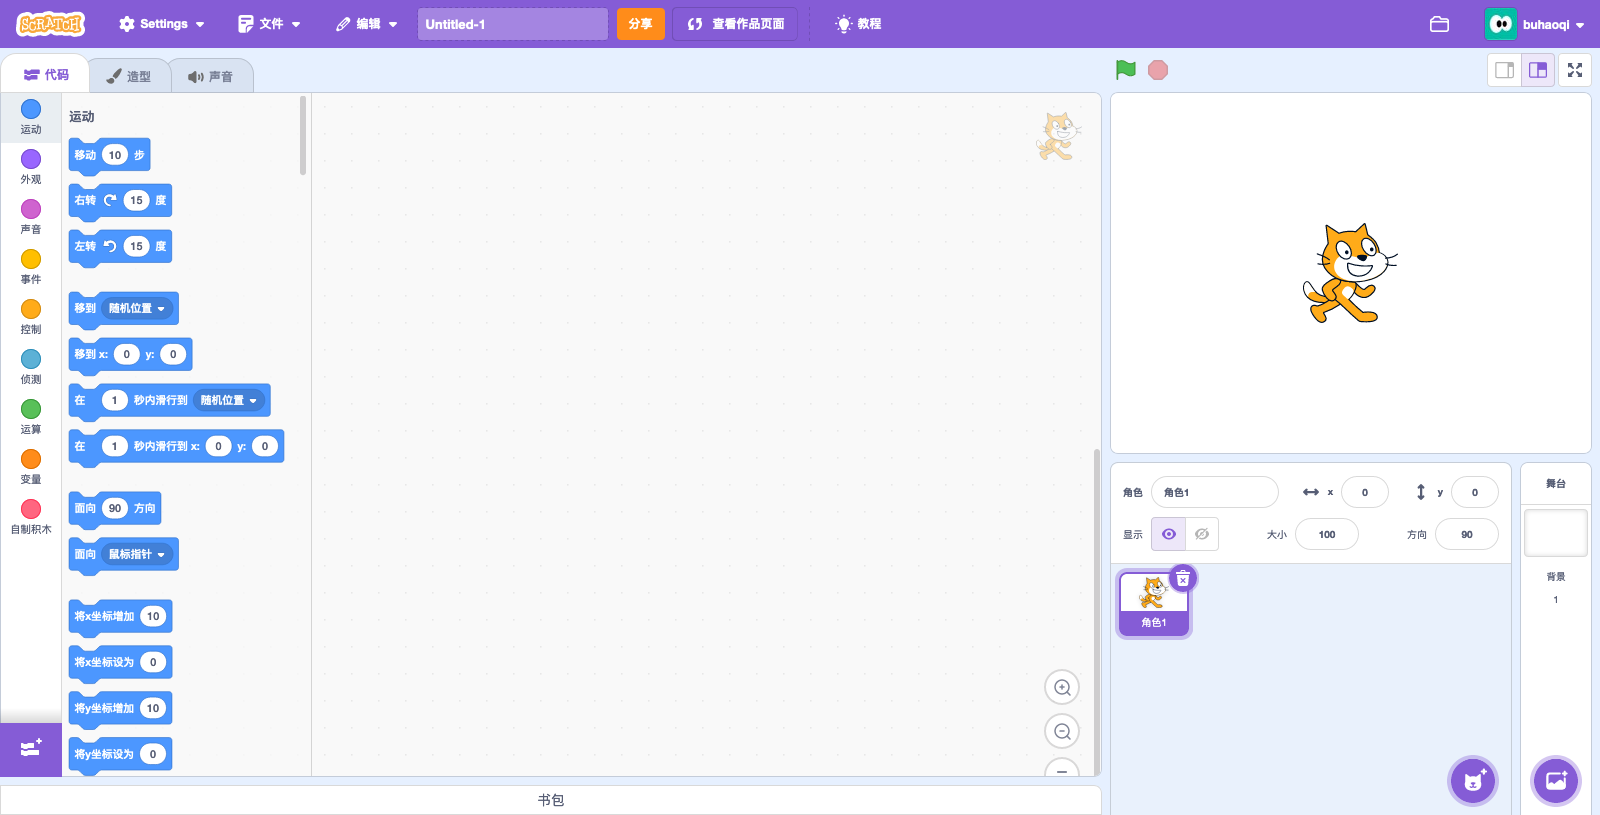 SCRATCH
Settings
文件
编辑
Untitled-1
分享
查看作品页面
教程
buhaoqi
代码
造型
声音
运动
外观
声音
事件
控制
侦测
运算
变量
自制积木
运动
移动 10 步
右转 15 度
左转 15 度
移到 随机位置
移到 x: 0 y: 0
在 1 秒内滑行到 随机位置
在 1 秒内滑行到 x: 0 y: 0
面向 90 方向
面向 鼠标指针
将x坐标增加 10
将x坐标设为 0
将y坐标增加 10
将y坐标设为 0
书包
角色 角色1 x 0 y 0
显示 大小 100 方向 90
角色1
舞台
背景
1